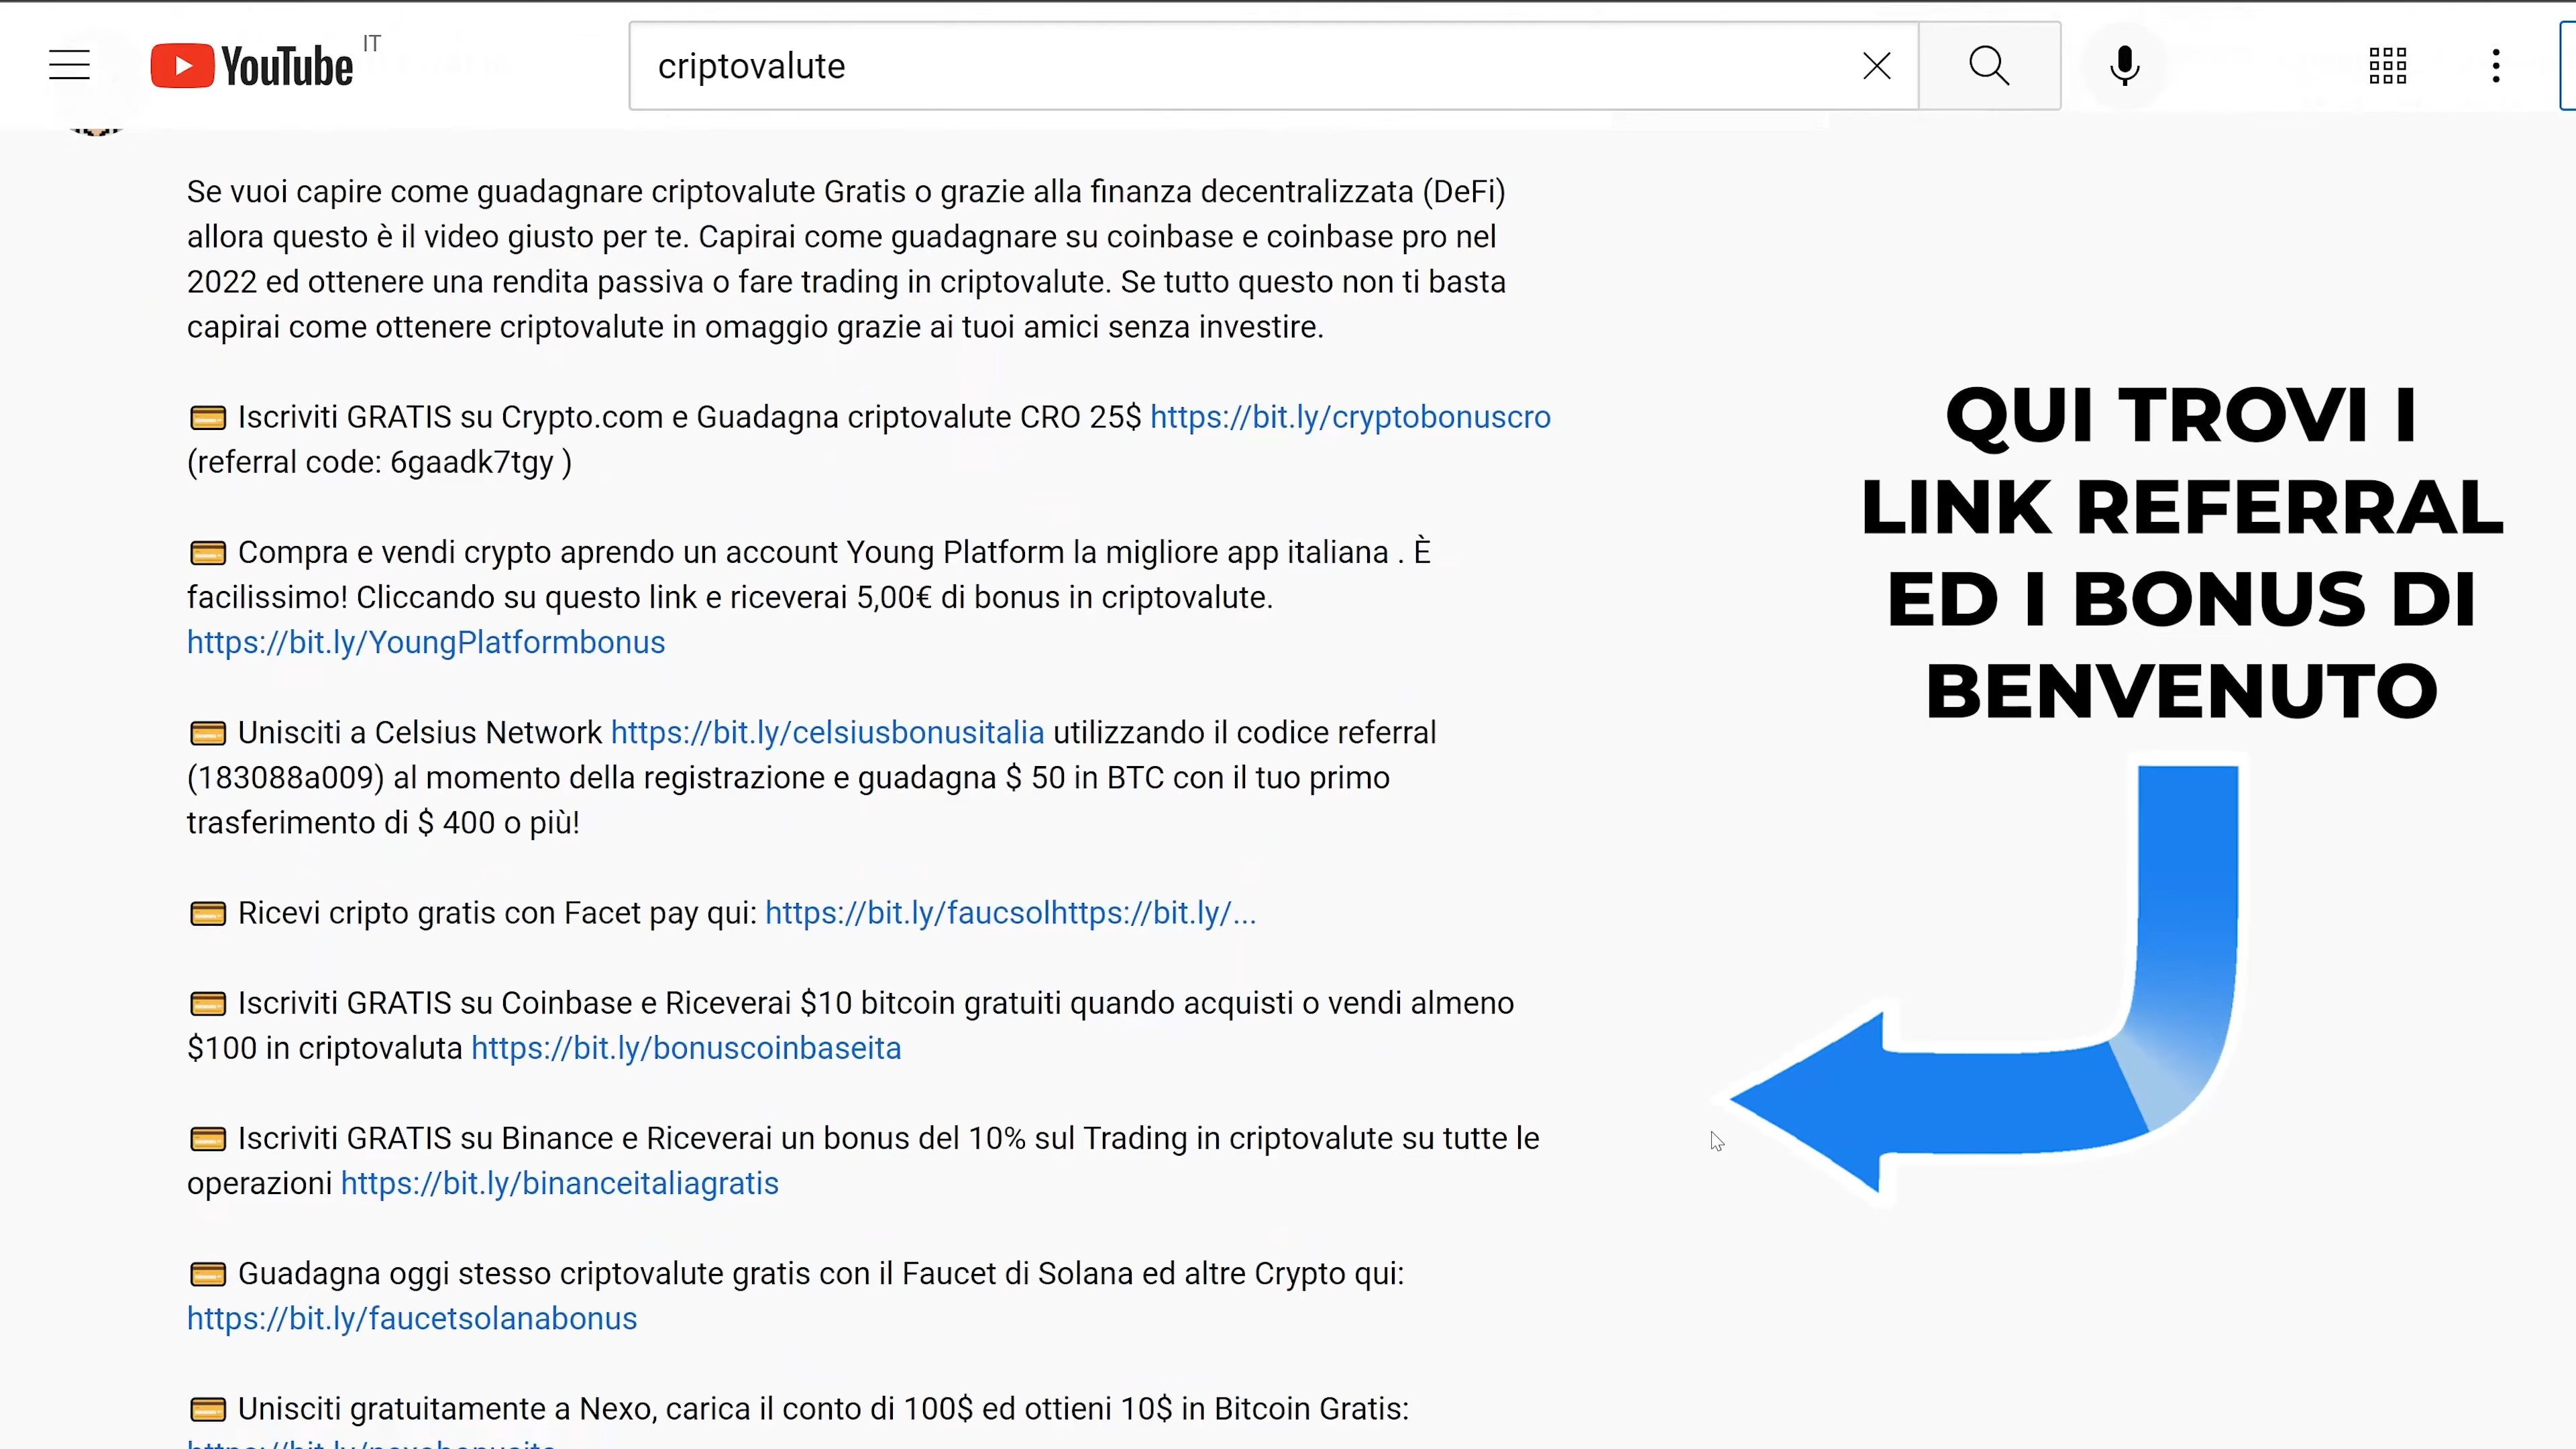 YouTube IT
criptovalute
Se vuoi capire come guadagnare criptovalute Gratis o grazie alla finanza decentralizzata (DeFi)
allora questo è il video giusto per te. Capirai come guadagnare su coinbase e coinbase pro nel
2022 ed ottenere una rendita passiva o fare trading in criptovalute. Se tutto questo non ti basta
capirai come ottenere criptovalute in omaggio grazie ai tuoi amici senza investire.
💳 Iscriviti GRATIS su Crypto.com e Guadagna criptovalute CRO 25$ https://bit.ly/cryptobonuscro
(referral code: 6gaadk7tgy )
💳 Compra e vendi crypto aprendo un account Young Platform la migliore app italiana . È
facilissimo! Cliccando su questo link e riceverai 5,00€ di bonus in criptovalute.
https://bit.ly/YoungPlatformbonus
💳 Unisciti a Celsius Network https://bit.ly/celsiusbonusitalia utilizzando il codice referral
(183088a009) al momento della registrazione e guadagna $ 50 in BTC con il tuo primo
trasferimento di $ 400 o più!
💳 Ricevi cripto gratis con Facet pay qui: https://bit.ly/faucsolhttps://bit.ly/...
💳 Iscriviti GRATIS su Coinbase e Riceverai $10 bitcoin gratuiti quando acquisti o vendi almeno
$100 in criptovaluta https://bit.ly/bonuscoinbaseita
💳 Iscriviti GRATIS su Binance e Riceverai un bonus del 10% sul Trading in criptovalute su tutte le
operazioni https://bit.ly/binanceitaliagratis
💳 Guadagna oggi stesso criptovalute gratis con il Faucet di Solana ed altre Crypto qui:
https://bit.ly/faucetsolanabonus
💳 Unisciti gratuitamente a Nexo, carica il conto di 100$ ed ottieni 10$ in Bitcoin Gratis:
QUI TROVI I
LINK REFERRAL
ED I BONUS DI
BENVENUTO